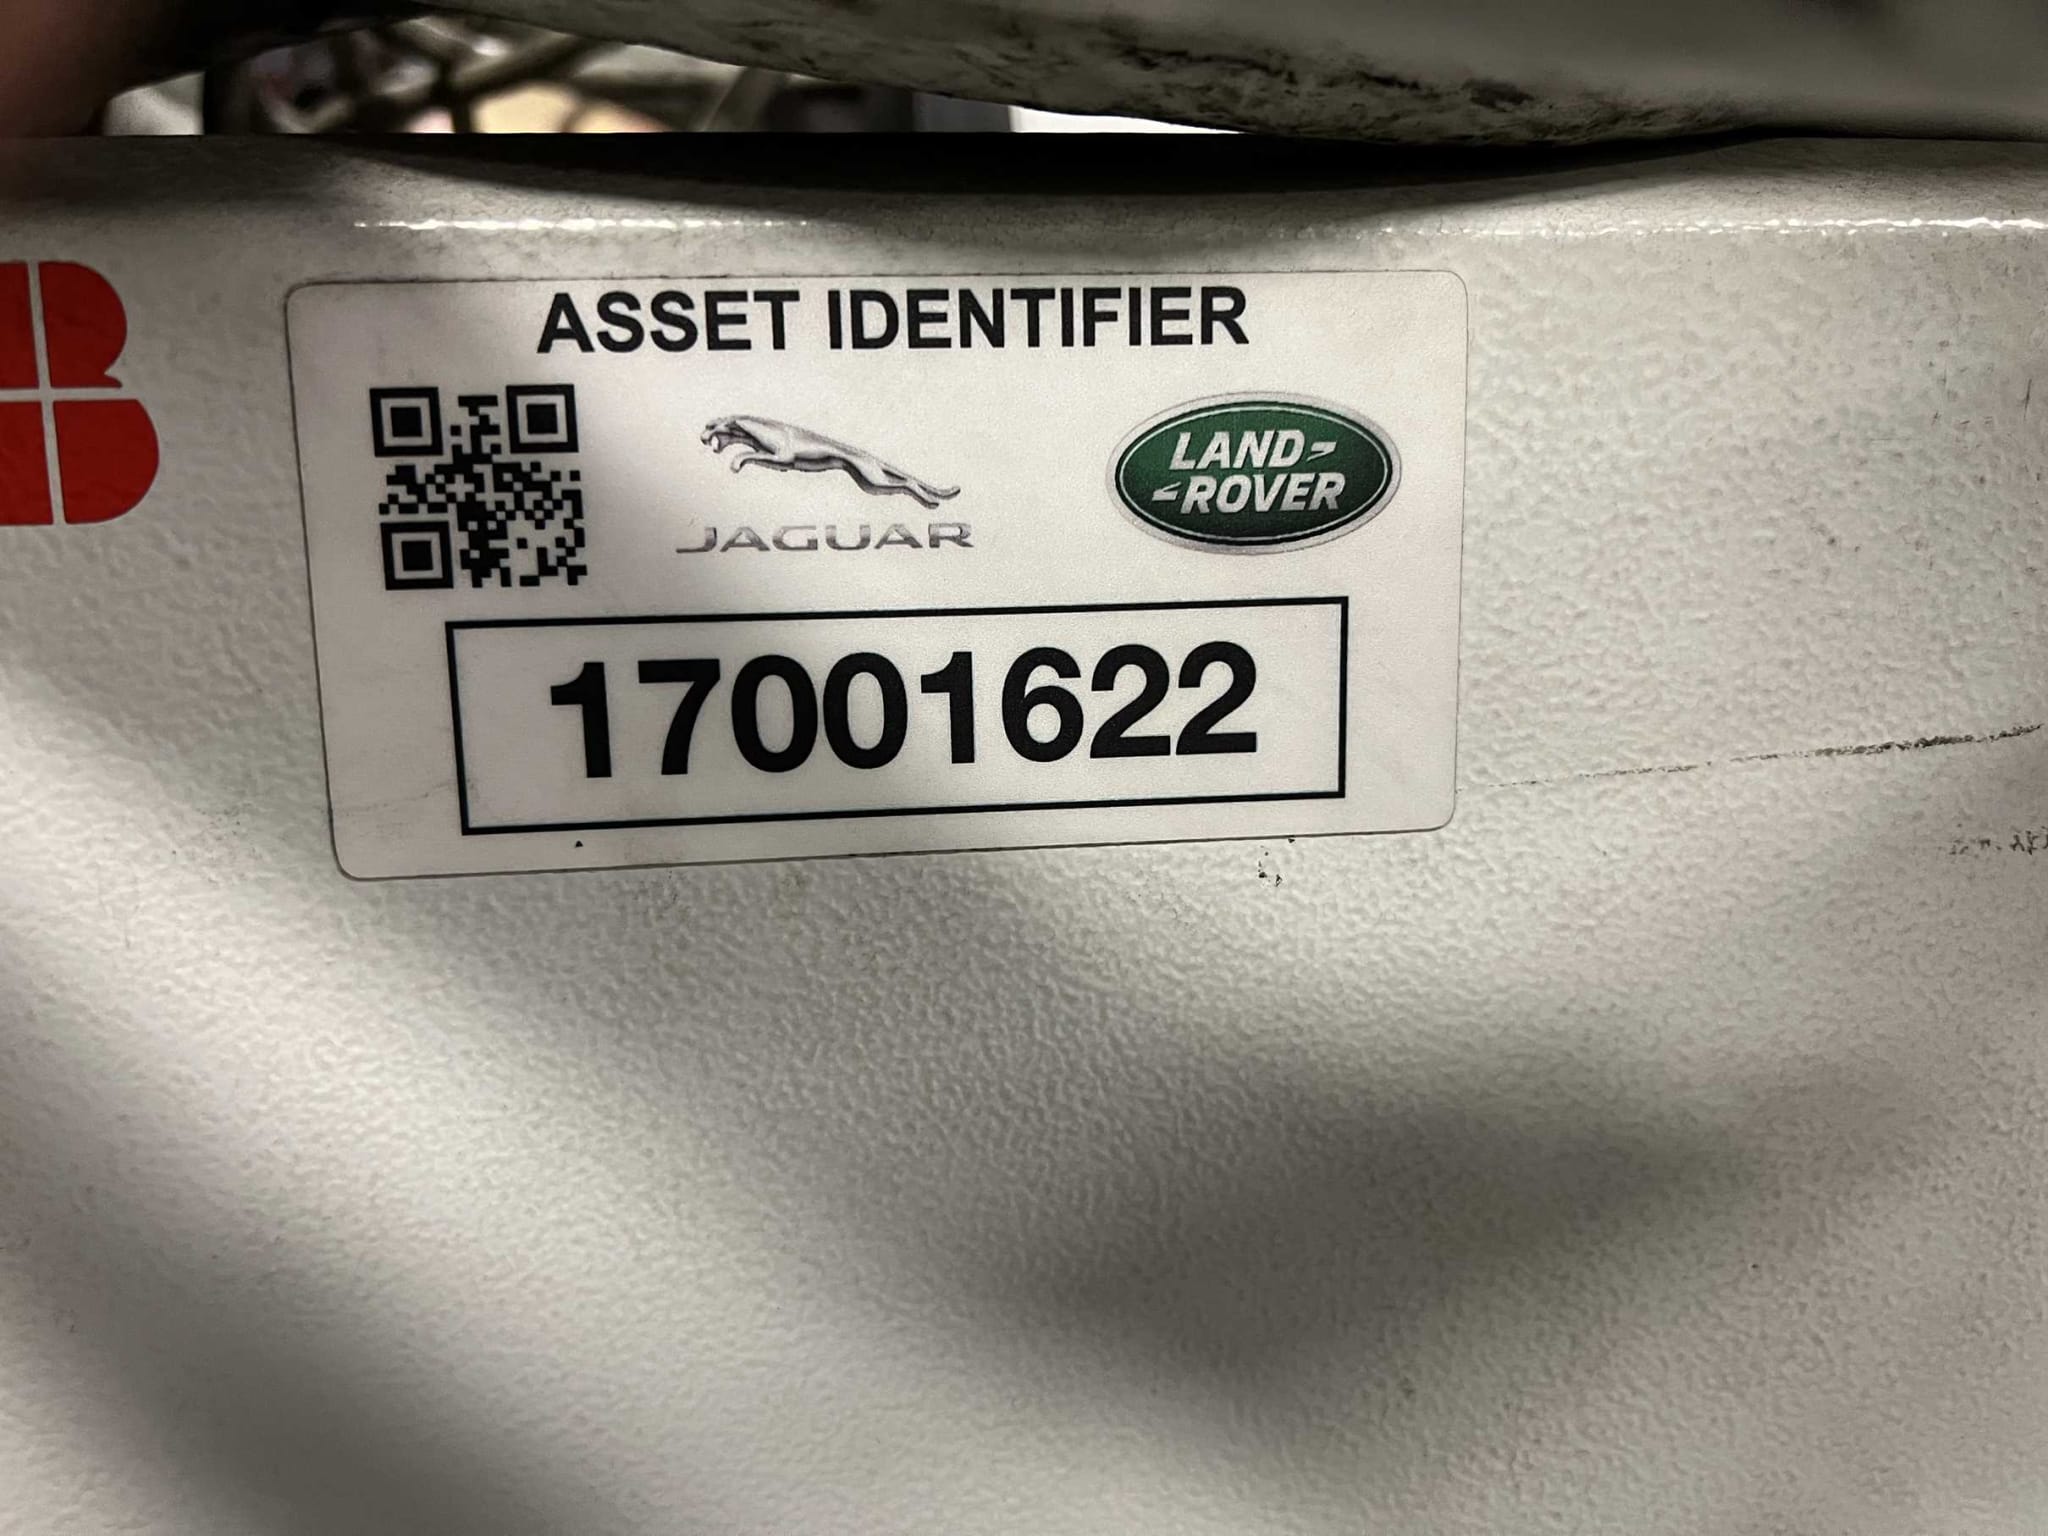 ASSET IDENTIFIER
B
JAGUAR
LAND
ROVER
17001622